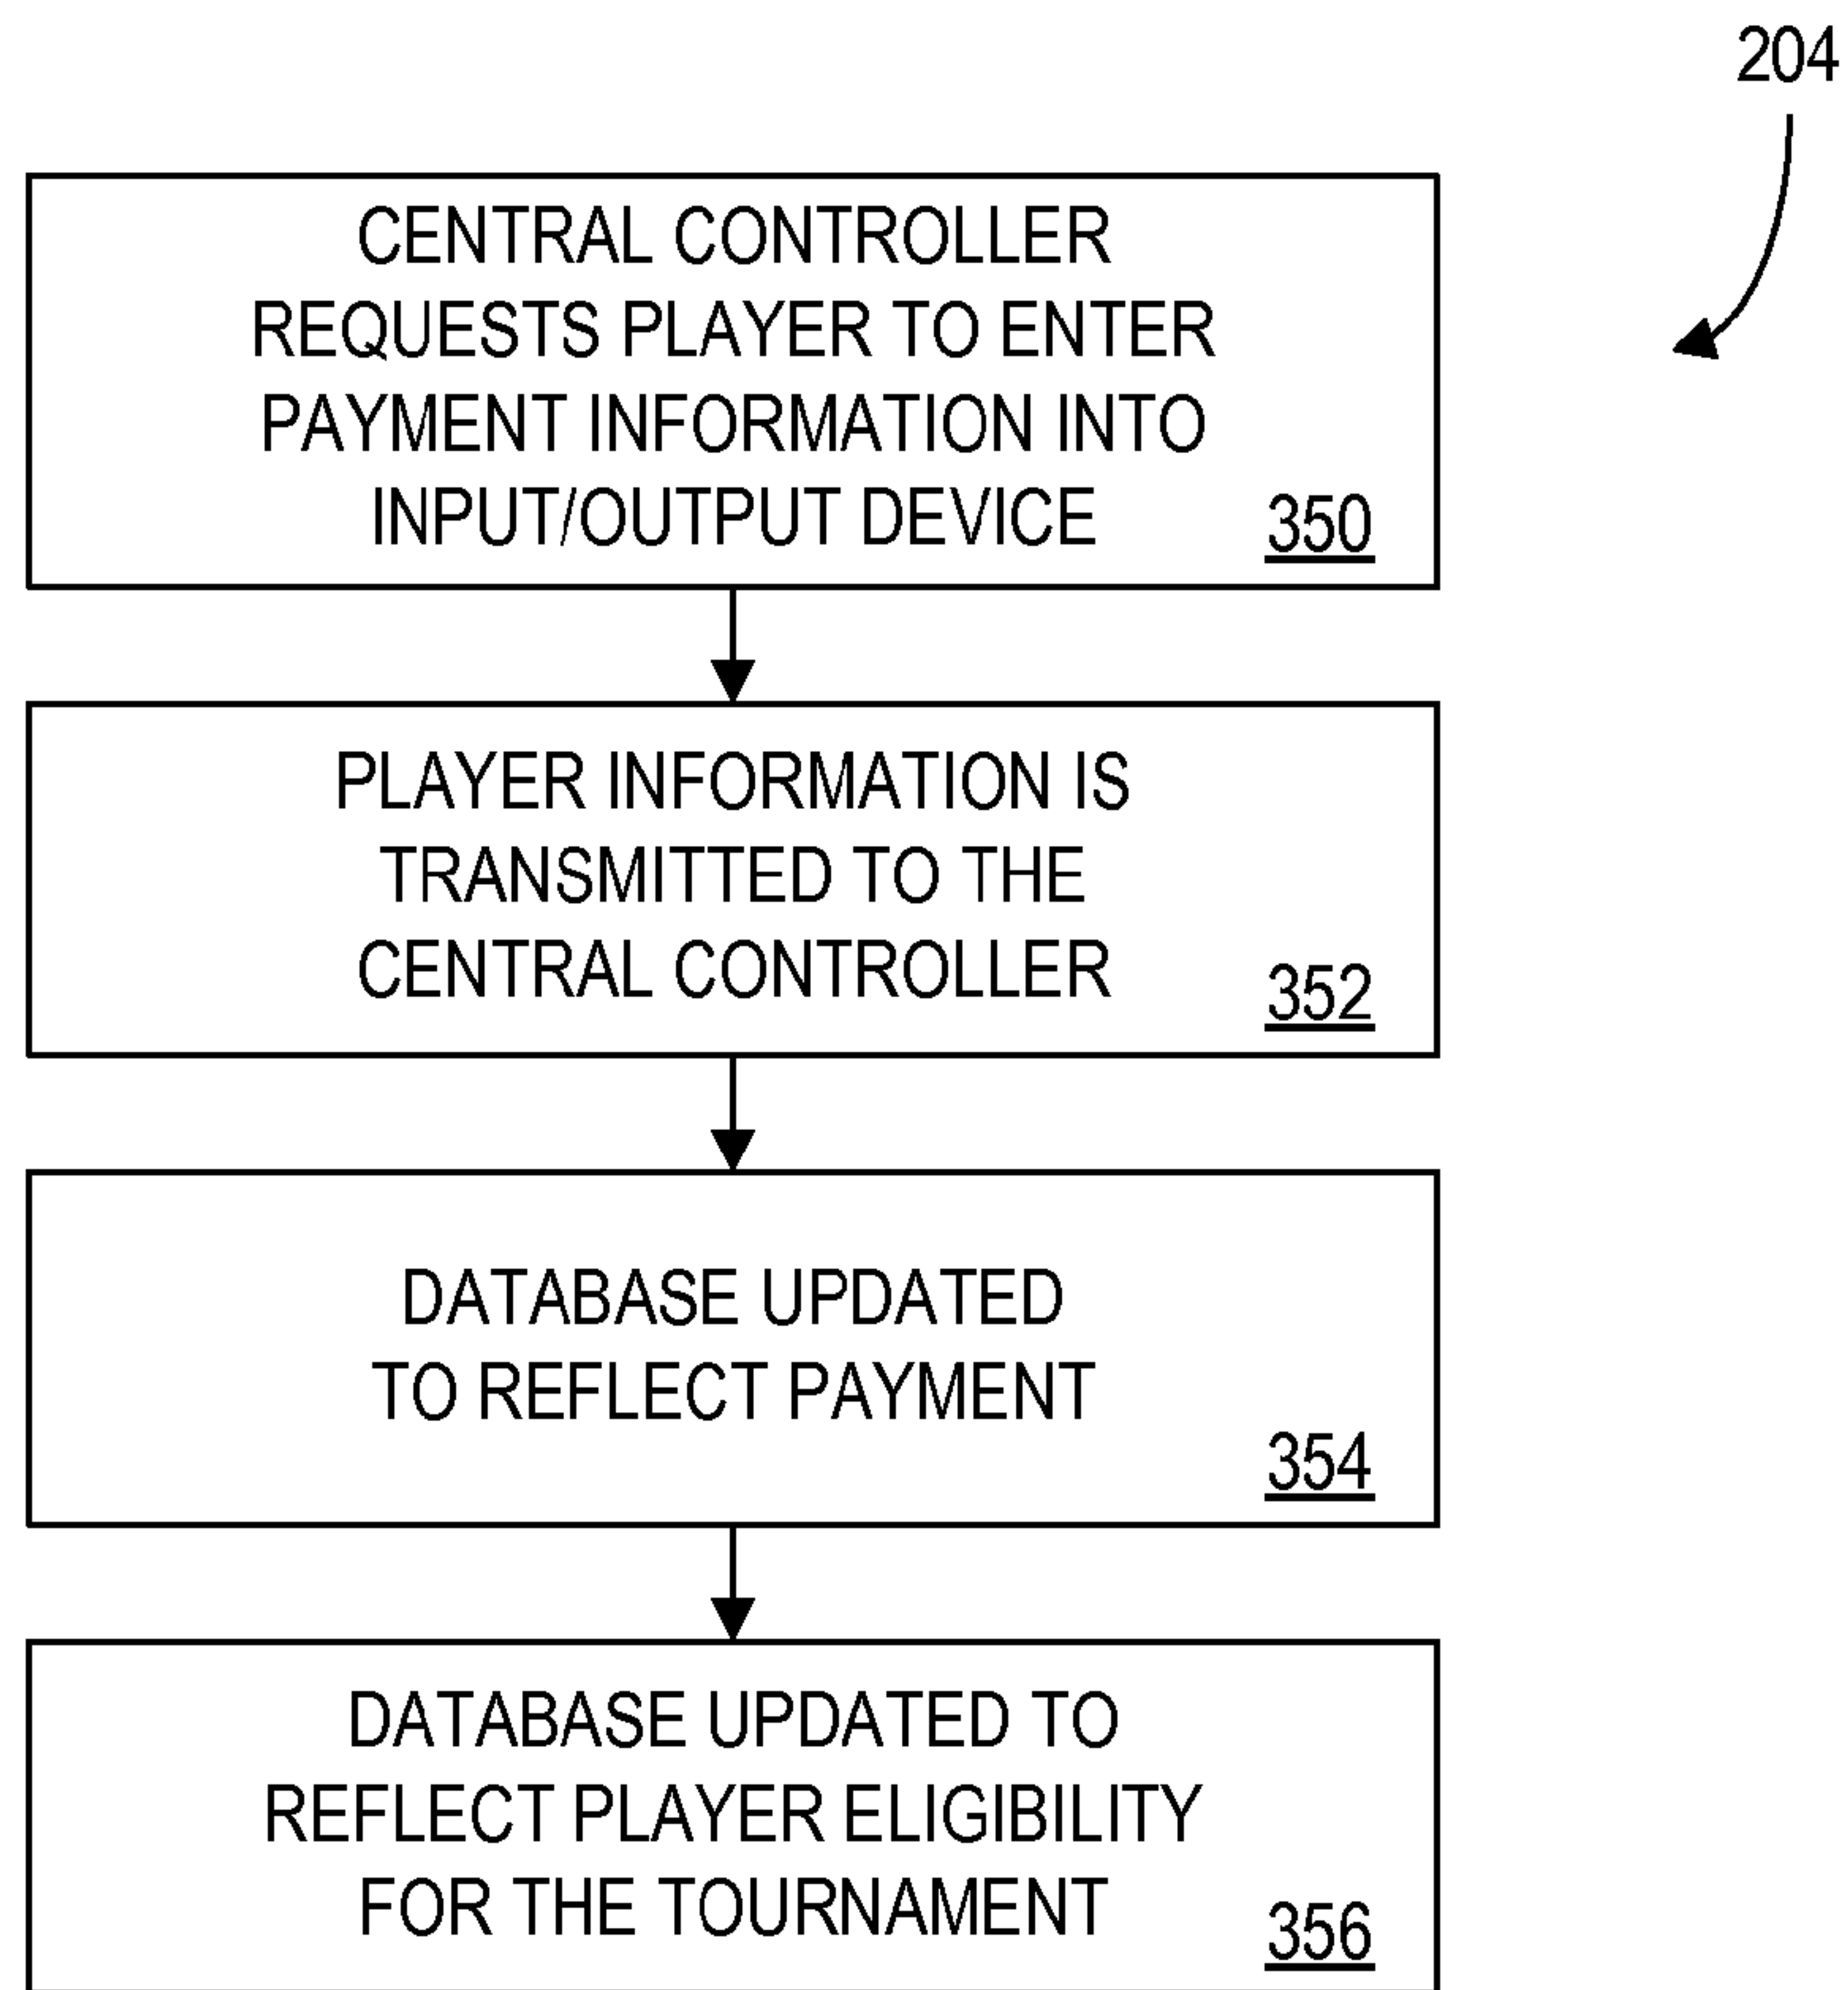 204
CENTRAL CONTROLLER
REQUESTS PLAYER TO ENTER
PAYMENT INFORMATION INTO
INPUT/OUTPUT DEVICE
350
PLAYER INFORMATION IS
TRANSMITTED TO THE
CENTRAL CONTROLLER
352
DATABASE UPDATED
TO REFLECT PAYMENT
354
DATABASE UPDATED TO
REFLECT PLAYER ELIGIBILITY
FOR THE TOURNAMENT
356